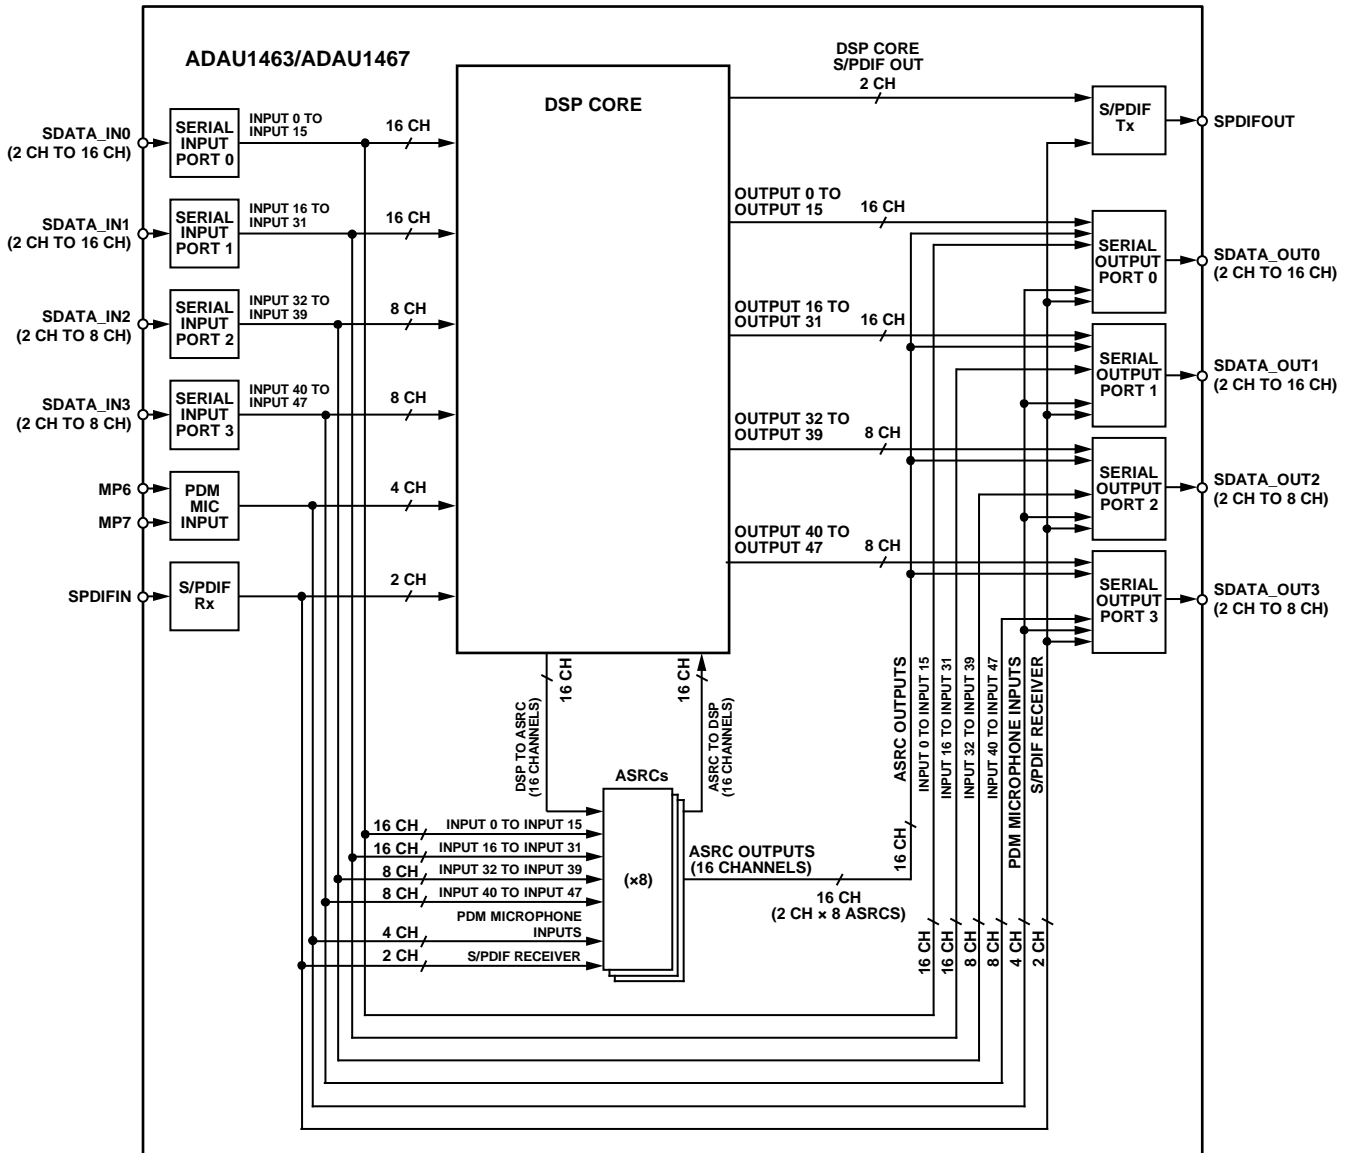 ADAU1463/ADAU1467
DSP CORE
DSP CORE
S/PDIF OUT
2 CH
S/PDIF
Tx
SPDIFOUT
SDATA_IN0
(2 CH TO 16 CH)
SERIAL
INPUT
PORT 0
INPUT 0 TO
INPUT 15
16 CH
SDATA_IN1
(2 CH TO 16 CH)
SERIAL
INPUT
PORT 1
INPUT 16 TO
INPUT 31
16 CH
SDATA_IN2
(2 CH TO 8 CH)
SERIAL
INPUT
PORT 2
INPUT 32 TO
INPUT 39
8 CH
SDATA_IN3
(2 CH TO 8 CH)
SERIAL
INPUT
PORT 3
INPUT 40 TO
INPUT 47
8 CH
MP6
MP7
PDM
MIC
INPUT
4 CH
SPDIFIN
S/PDIF
Rx
2 CH
OUTPUT 0 TO
OUTPUT 15
16 CH
SERIAL
OUTPUT
PORT 0
SDATA_OUT0
(2 CH TO 16 CH)
OUTPUT 16 TO
OUTPUT 31
16 CH
SERIAL
OUTPUT
PORT 1
SDATA_OUT1
(2 CH TO 16 CH)
OUTPUT 32 TO
OUTPUT 39
8 CH
SERIAL
OUTPUT
PORT 2
SDATA_OUT2
(2 CH TO 8 CH)
OUTPUT 40 TO
OUTPUT 47
8 CH
SERIAL
OUTPUT
PORT 3
SDATA_OUT3
(2 CH TO 8 CH)
16 CH
DSP TO ASRC
(16 CHANNELS)
16 CH
ASRC TO DSP
(16 CHANNELS)
ASRCs
(×8)
16 CH
INPUT 0 TO INPUT 15
16 CH
INPUT 16 TO INPUT 31
8 CH
INPUT 32 TO INPUT 39
8 CH
INPUT 40 TO INPUT 47
PDM MICROPHONE
INPUTS
4 CH
2 CH
S/PDIF RECEIVER
ASRC OUTPUTS
(16 CHANNELS)
16 CH
(2 CH × 8 ASRCS)
ASRC OUTPUTS
INPUT 0 TO INPUT 15
INPUT 16 TO INPUT 31
INPUT 32 TO INPUT 39
INPUT 40 TO INPUT 47
PDM MICROPHONE INPUTS
S/PDIF RECEIVER
16 CH
16 CH
16 CH
8 CH
8 CH
4 CH
2 CH